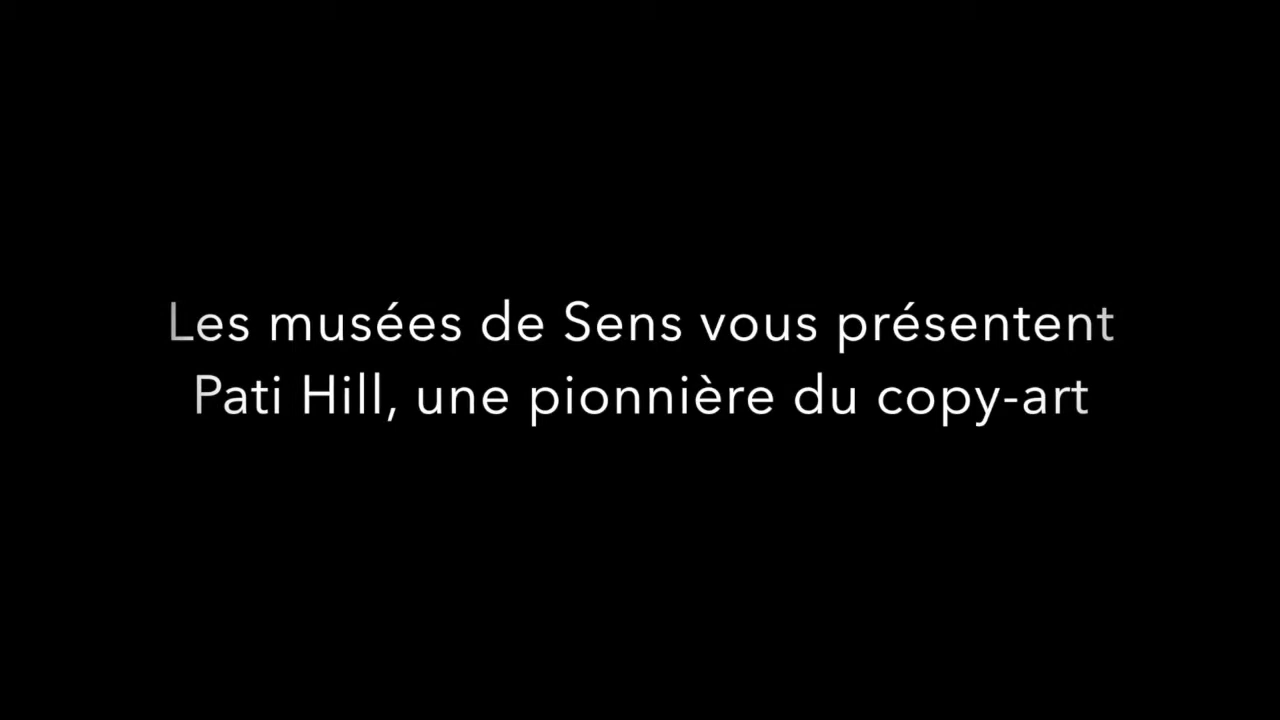 Les musées de Sens vous présentent
Pati Hill, une pionnière du copy-art